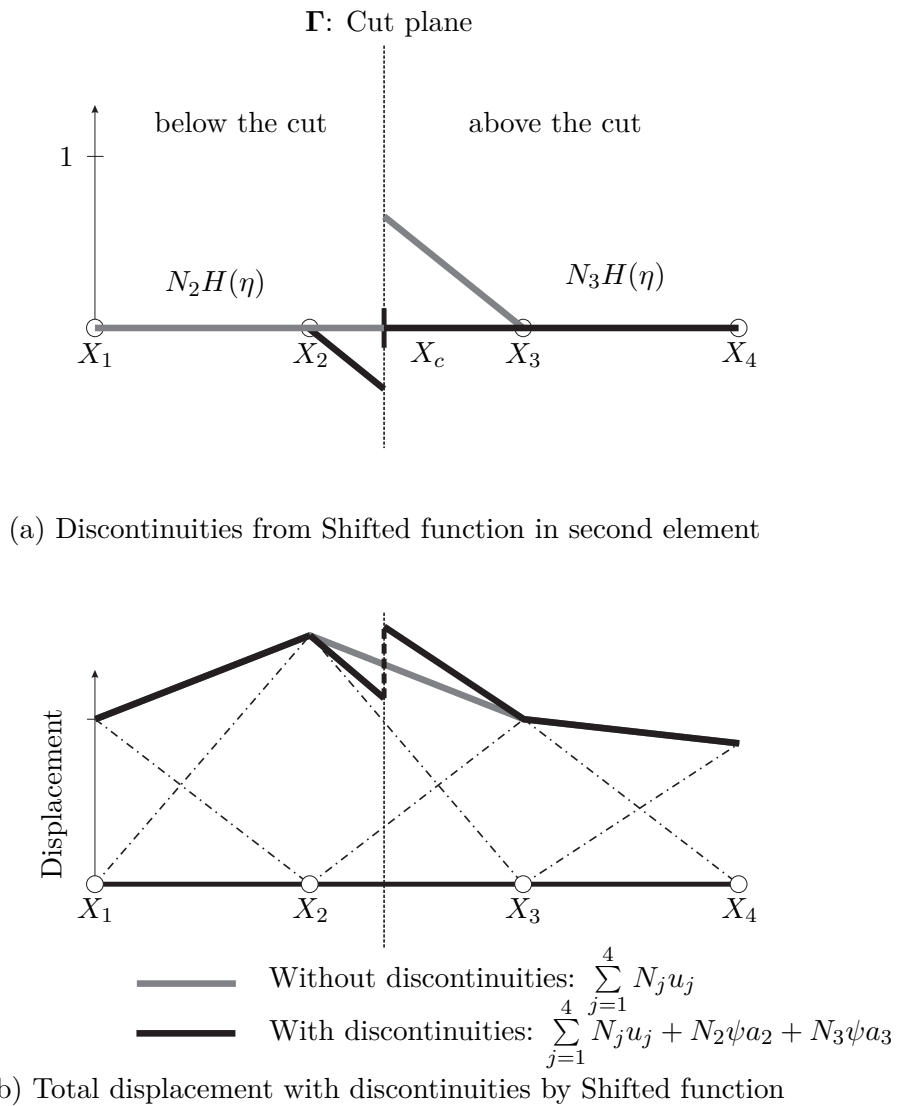 Γ: Cut plane
below the cut
above the cut
1
N₂H(η)
N₃H(η)
X₁
X₂
X_c
X₃
X₄
(a) Discontinuities from Shifted function in second element
Displacement
X₁
X₂
X₃
X₄
Without discontinuities: ∑_{j=1}^{4} N_j u_j
With discontinuities: ∑_{j=1}^{4} N_j u_j + N₂ψa₂ + N₃ψa₃
b) Total displacement with discontinuities by Shifted function